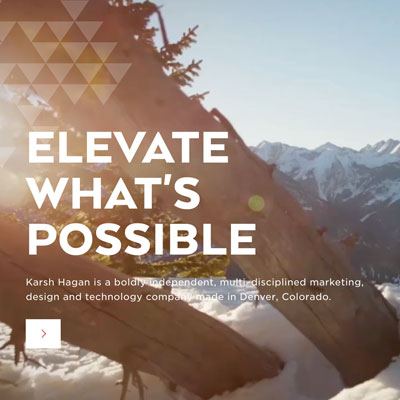 ELEVATE
WHAT'S
POSSIBLE
Karsh Hagan is a boldly independent, multi-disciplined marketing,
design and technology company made in Denver, Colorado.